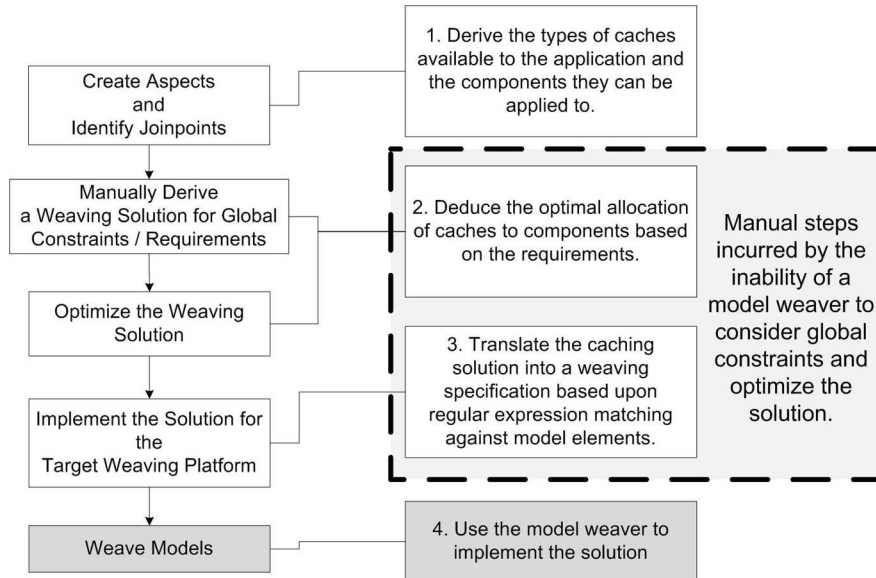 Create Aspects
and
Identify Joinpoints
Manually Derive
a Weaving Solution for Global
Constraints / Requirements
Optimize the Weaving
Solution
Implement the Solution for
the
Target Weaving Platform
Weave Models
1. Derive the types of caches
available to the application and
the components they can be
applied to.
2. Deduce the optimal allocation
of caches to components based
on the requirements.
3. Translate the caching
solution into a weaving
specification based upon
regular expression matching
against model elements.
4. Use the model weaver to
implement the solution
Manual steps
incurred by the
inability of a
model weaver to
consider global
constraints and
optimize the
solution.